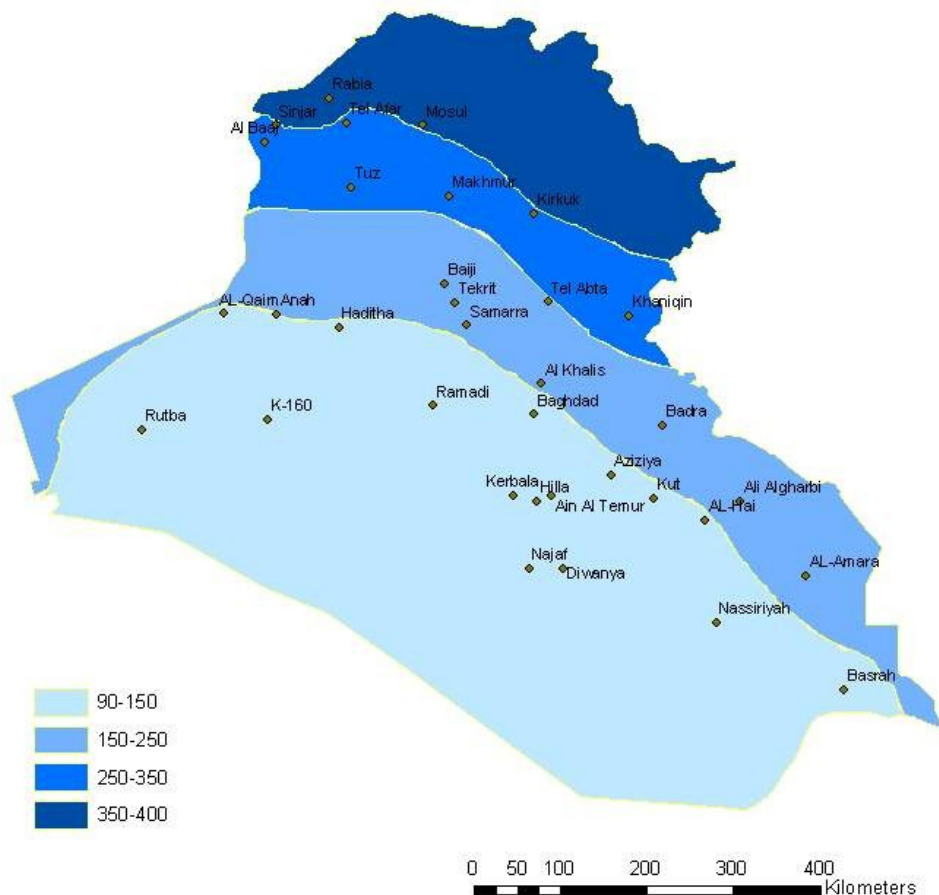 Rabia
Sinjar
Tel Afar
Mosul
Al Baaj
Tuz
Makhmur
Kirkuk
Baiji
Tekrit
Tel Abta
Khaniqin
AL-Qaim
Anah
Haditha
Samarra
Al Khalis
Ramadi
Baghdad
Rutba
K-160
Badra
Aziziya
Kerbala
Hilla
Kut
Ali Algharbi
Ain Al Temur
AL-Hai
Najaf
Diwanya
AL-Amara
Nassiriyah
Basrah
90-150
150-250
250-350
350-400
0 50 100 200 300 400
Kilometers